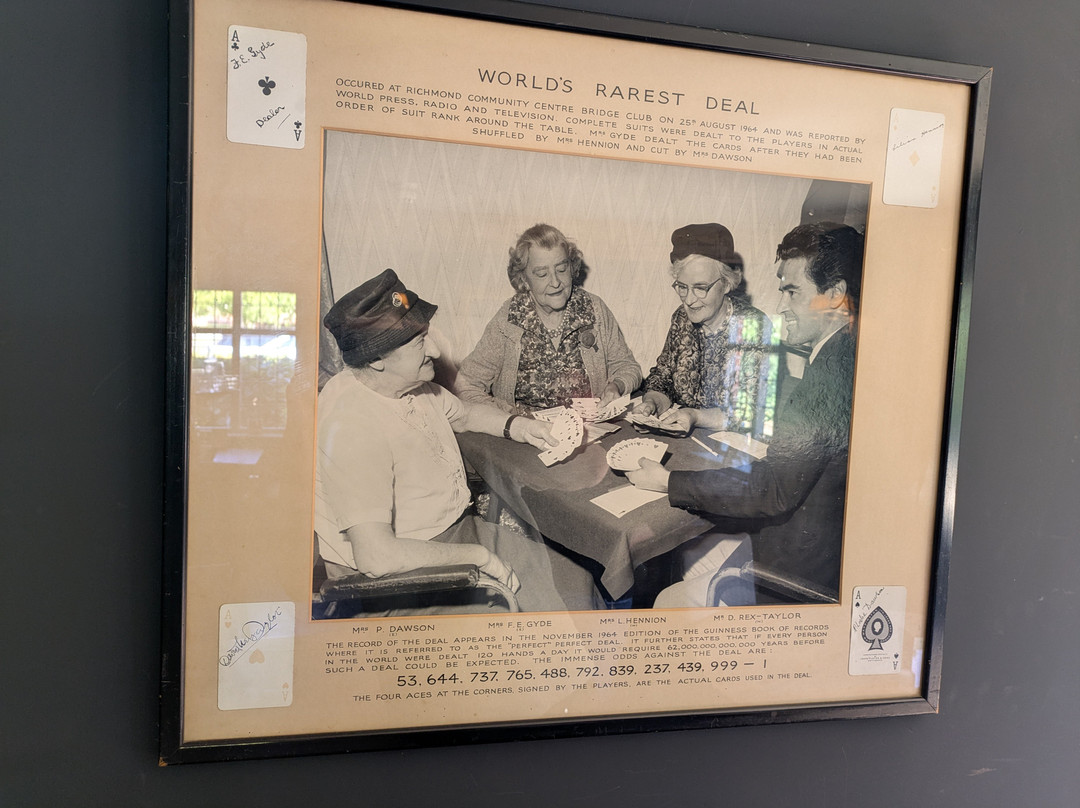 WORLD'S RAREST DEAL
OCCURED AT RICHMOND COMMUNITY CENTRE BRIDGE CLUB ON 25TH AUGUST 1964 AND WAS REPORTED BY
WORLD PRESS, RADIO AND TELEVISION. COMPLETE SUITS WERE DEALT TO THE PLAYERS IN ACTUAL
ORDER OF SUIT RANK AROUND THE TABLE. MRS GYDE DEALT THE CARDS AFTER THEY HAD BEEN
SHUFFLED BY MRS HENNION AND CUT BY MRS DAWSON
A
F.E. Gyde
Dealer
A
MRS P. DAWSON MRS F.E. GYDE MRS L. HENNION MR D. REX-TAYLOR
THE RECORD OF THE DEAL APPEARS IN THE NOVEMBER 1964 EDITION OF THE GUINNESS BOOK OF RECORDS
WHERE IT IS REFERRED TO AS THE "PERFECT" PERFECT DEAL. IT FURTHER STATES THAT IF EVERY PERSON
IN THE WORLD WERE DEALT 120 HANDS A DAY IT WOULD REQUIRE 62,000,000,000,000 YEARS BEFORE
SUCH A DEAL COULD BE EXPECTED. THE IMMENSE ODDS AGAINST THE DEAL ARE:
53, 644. 737. 765, 488, 792. 839. 237. 439, 999 – 1
THE FOUR ACES AT THE CORNERS, SIGNED BY THE PLAYERS, ARE THE ACTUAL CARDS USED IN THE DEAL.
A
A
A
A